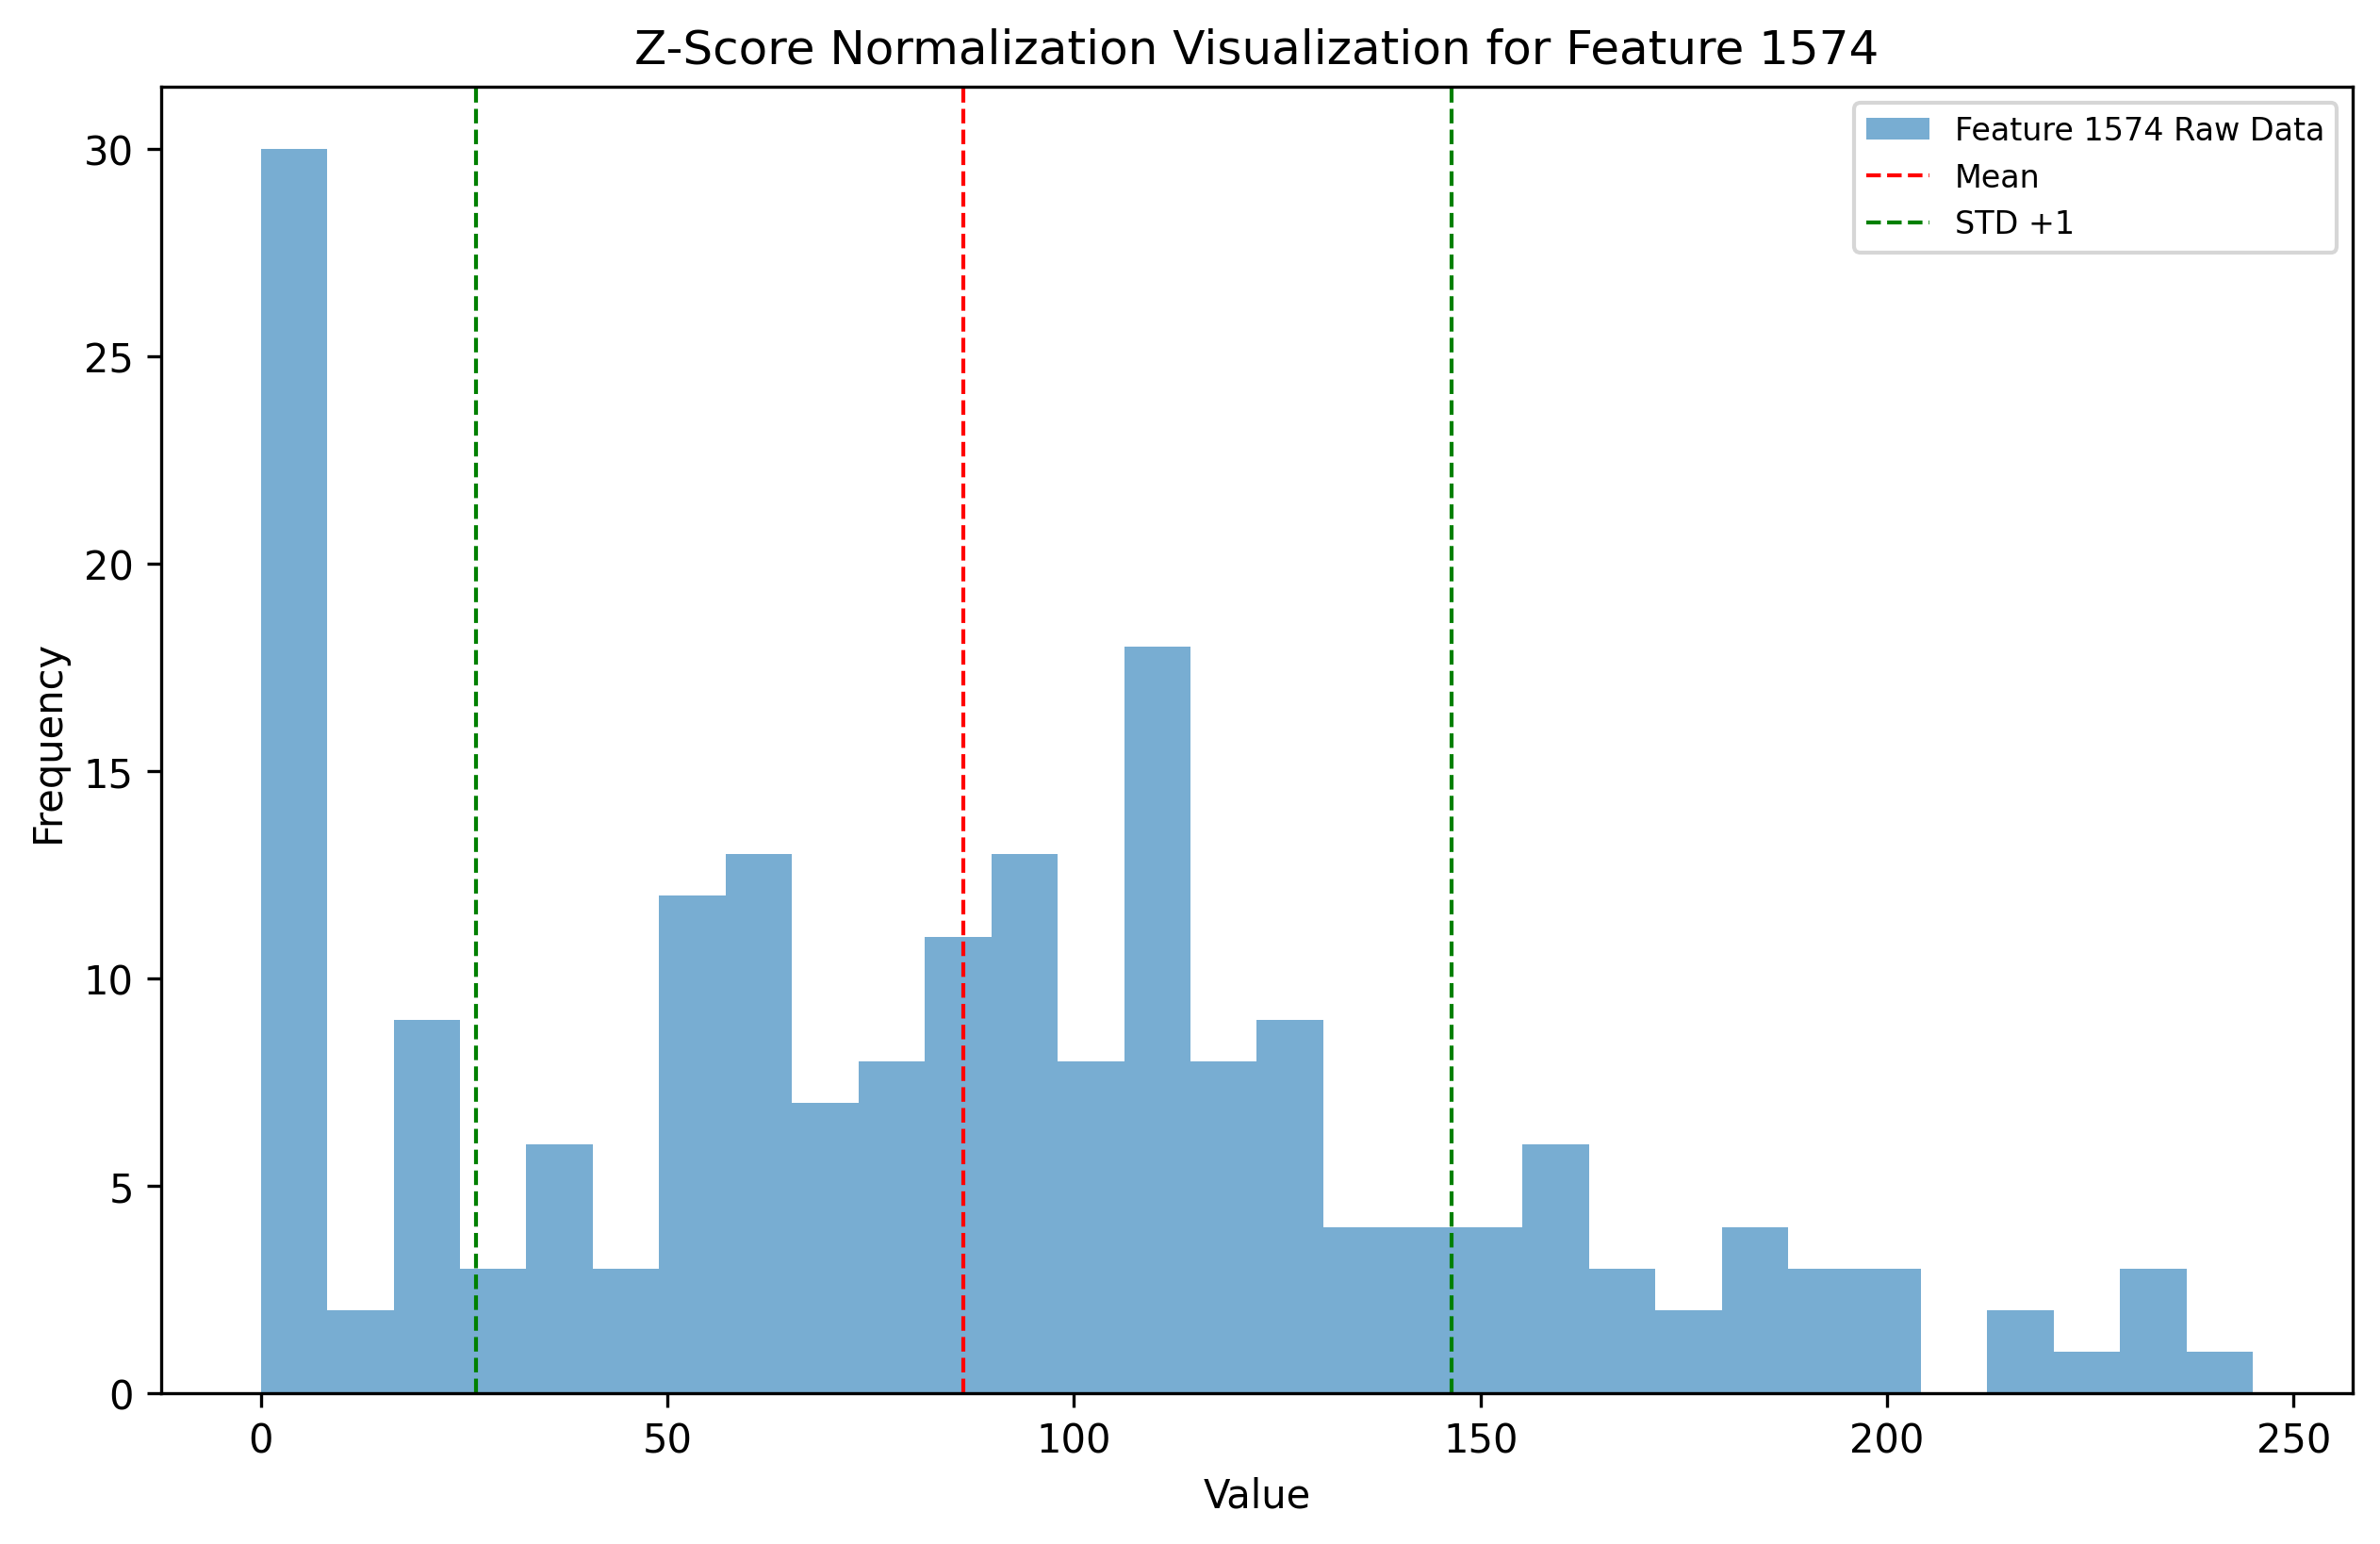 Z-Score Normalization Visualization for Feature 1574
Feature 1574 Raw Data
Mean
STD +1
30
25
20
15
10
5
0
Frequency
0 50 100 150 200 250
Value